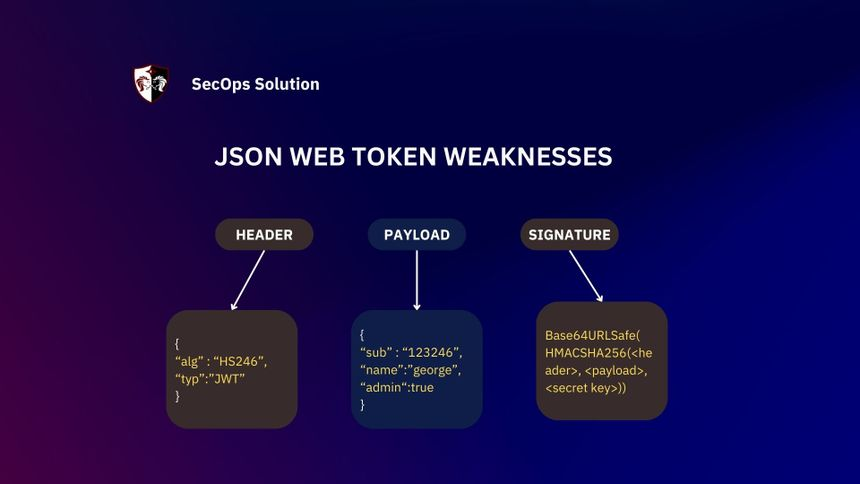 SecOps Solution
JSON WEB TOKEN WEAKNESSES
HEADER
PAYLOAD
SIGNATURE
{
“alg” : “HS246”,
“typ”:”JWT”
}
{
“sub” : “123246”,
“name”:”george”,
“admin“:true
}
Base64URLSafe(
HMACSHA256(<he
ader>, <payload>,
<secret key>))